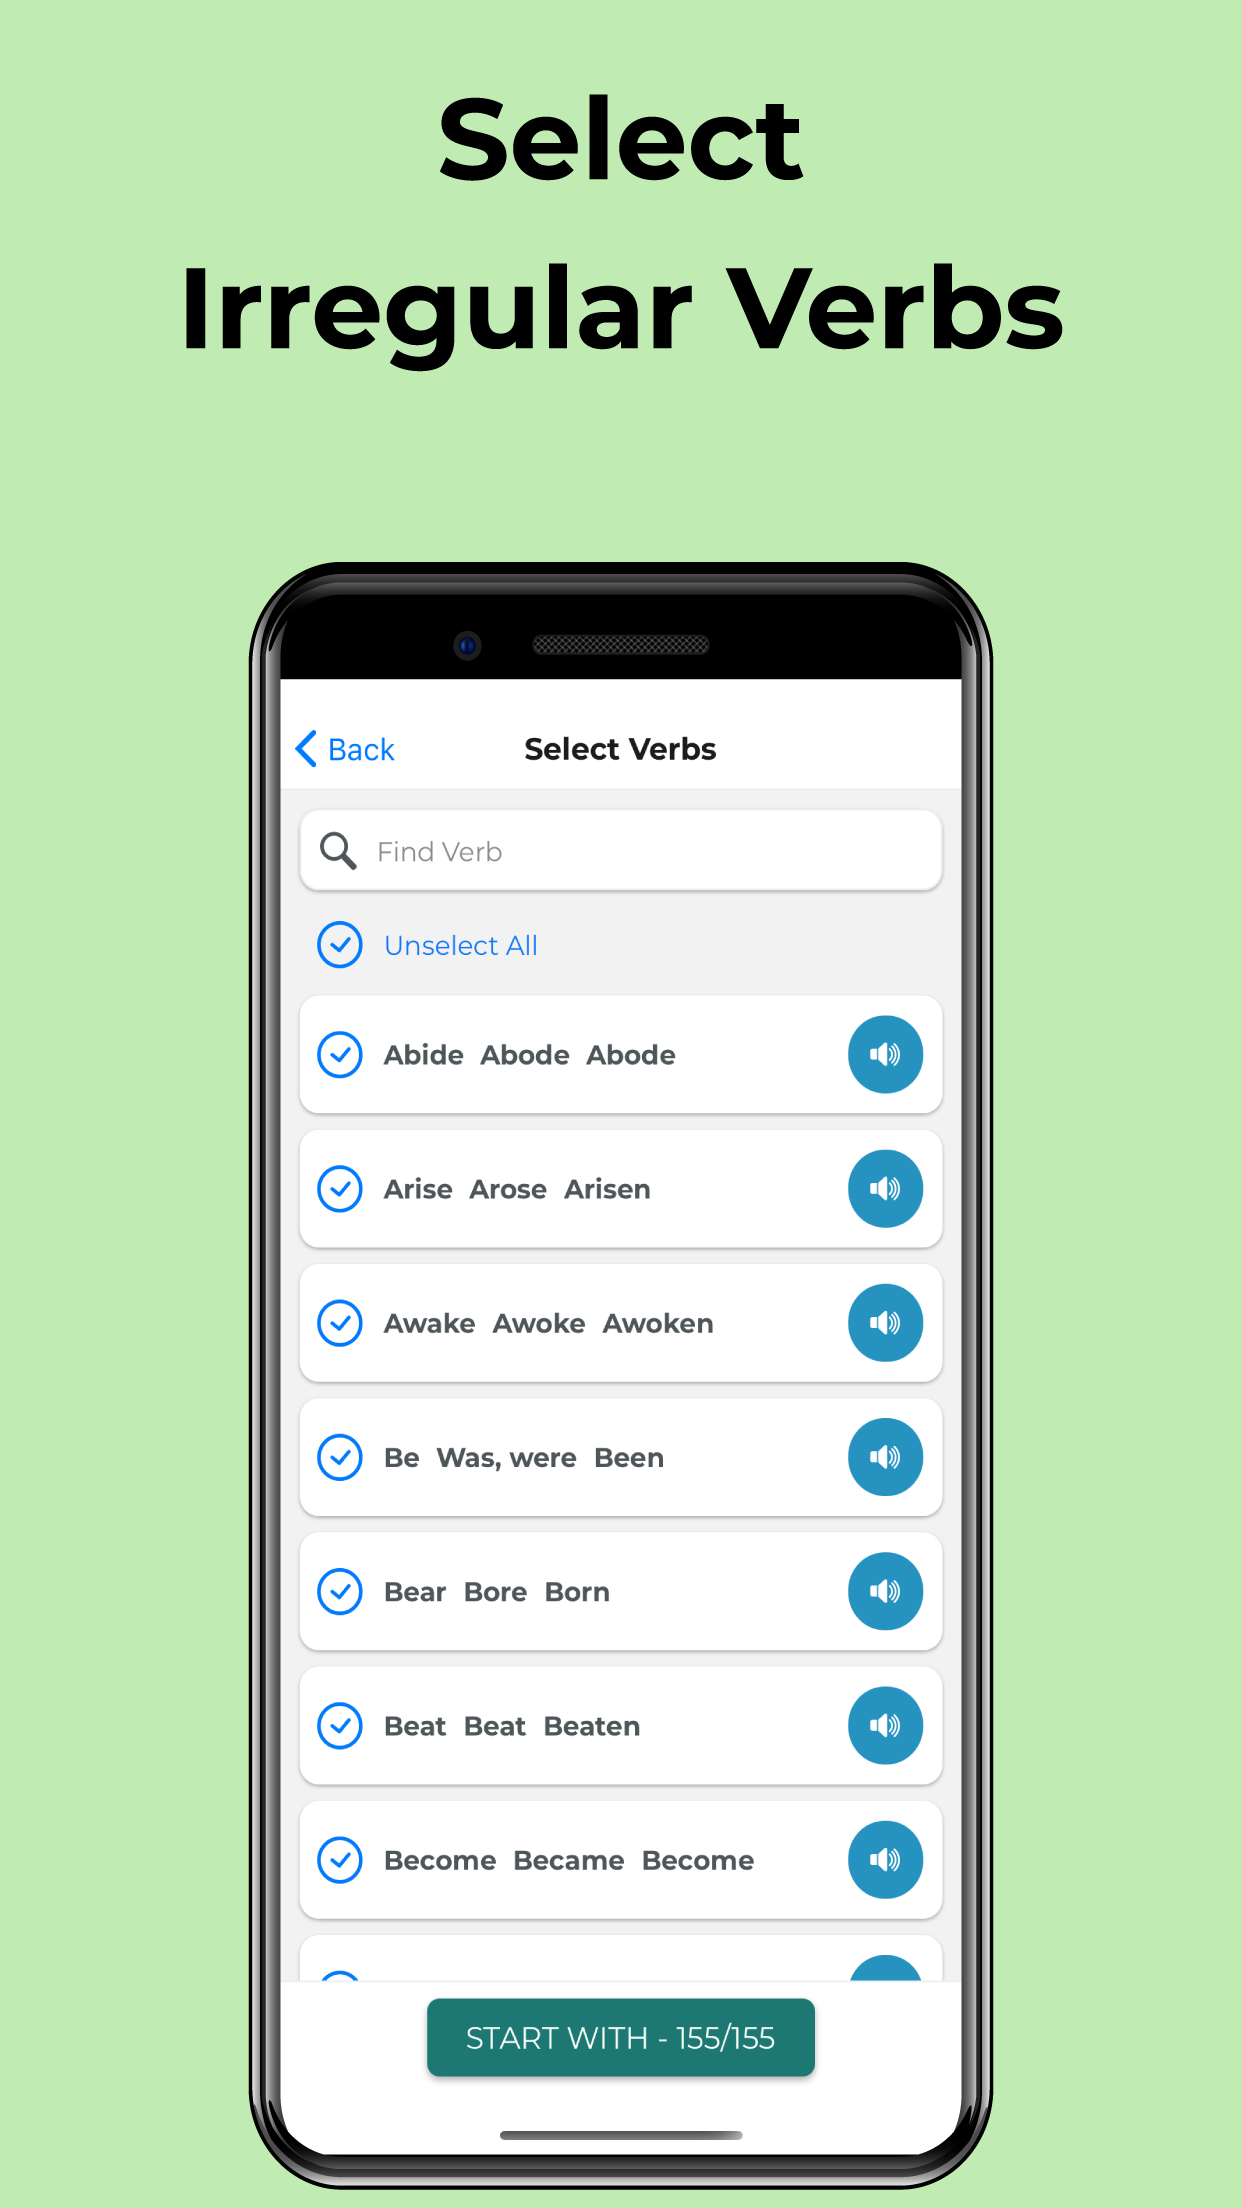 Select
Irregular Verbs
Back
Select Verbs
Find Verb
Unselect All
Abide Abode Abode
Arise Arose Arisen
Awake Awoke Awoken
Be Was, were Been
Bear Bore Born
Beat Beat Beaten
Become Became Become
START WITH - 155/155